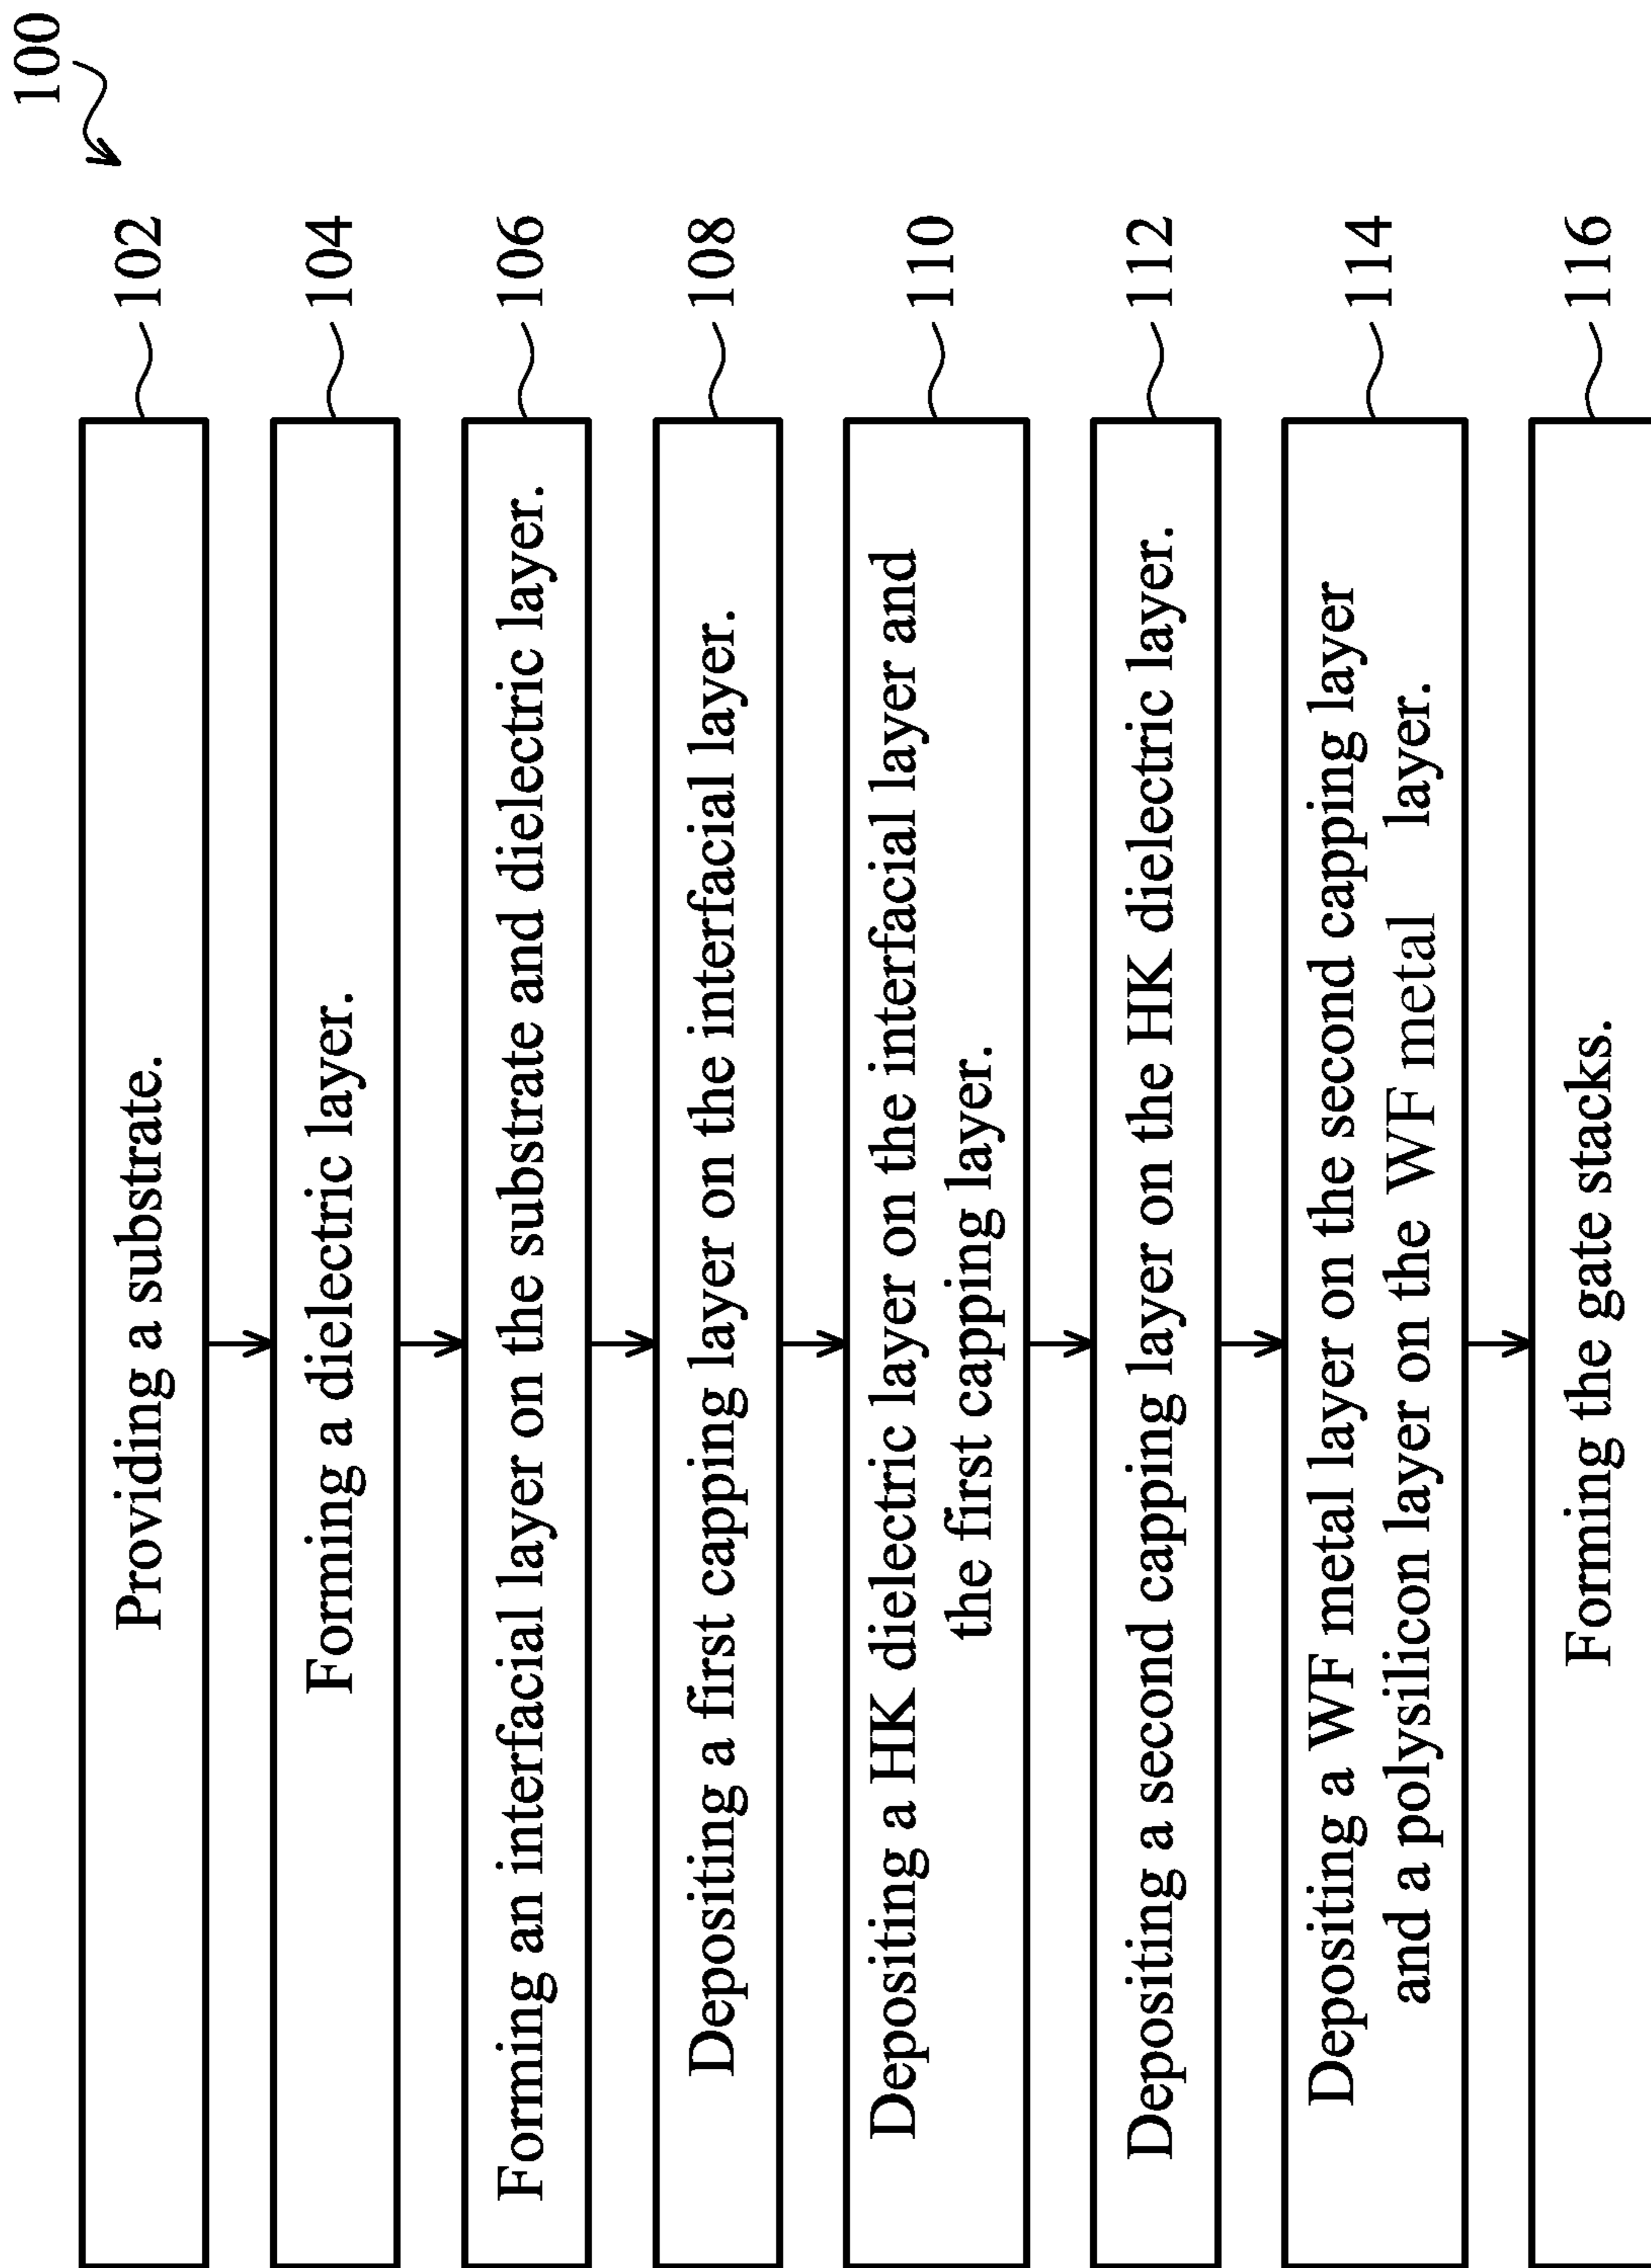 100
Providing a substrate.
102
Forming a dielectric layer.
104
Forming an interfacial layer on the substrate and dielectric layer.
106
Depositing a first capping layer on the interfacial layer.
108
Depositing a HK dielectric layer on the interfacial layer and
the first capping layer.
110
Depositing a second capping layer on the HK dielectric layer.
112
Depositing a WF metal layer on the second capping layer
and a polysilicon layer on the WF metal layer.
114
Forming the gate stacks.
116